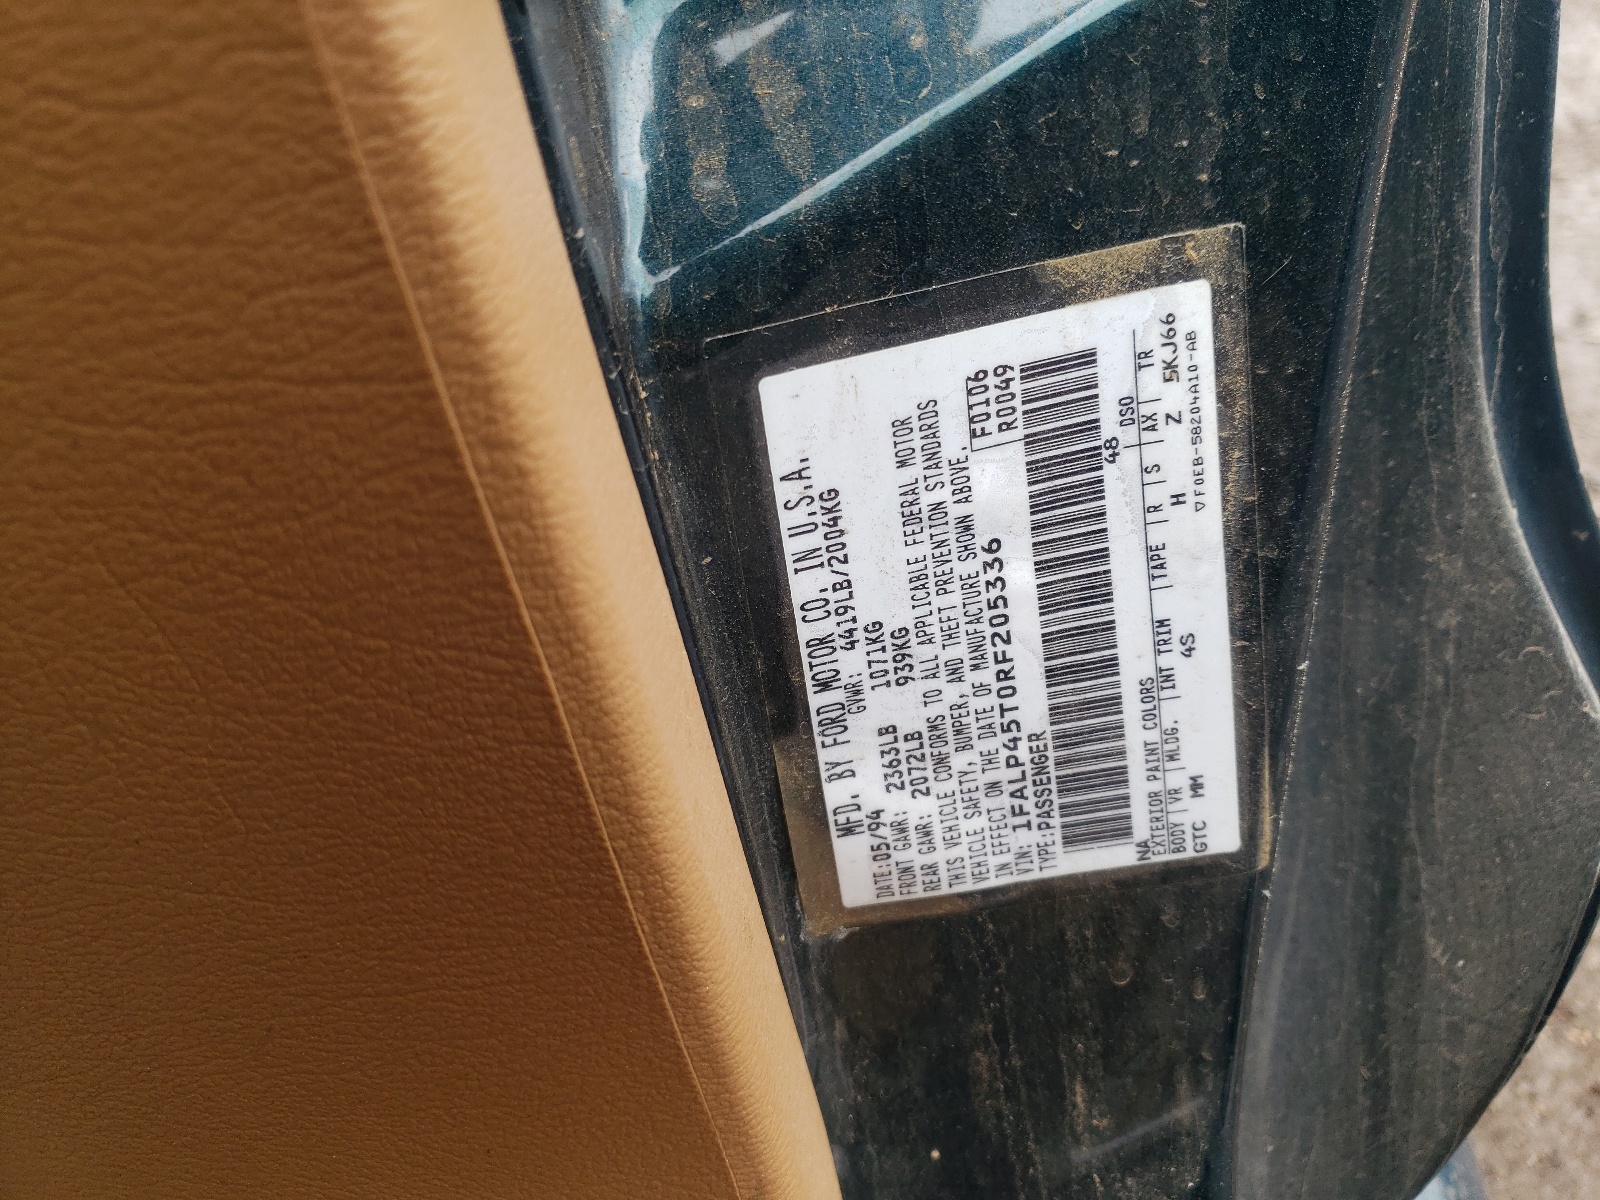 MFD. BY FORD MOTOR CO. IN U.S.A.
DATE:05/94 GVWR: 4419LB/2004KG
FRONT GAWR: 2363LB 1071KG
REAR GAWR: 2072LB 939KG
THIS VEHICLE CONFORMS TO ALL APPLICABLE FEDERAL MOTOR
VEHICLE SAFETY, BUMPER, AND THEFT PREVENTION STANDARDS
IN EFFECT ON THE DATE OF MANUFACTURE SHOWN ABOVE.
VIN: 1FALP45T0RF205336 F0106
TYPE:PASSENGER R0049
48
NA DSO
EXTERIOR PAINT COLORS
BODY VR MLDG. INT TRIM TAPE R S AX TR
GTC MM 4S H Z 5KJ66
▽F0EB-58204A10-AB